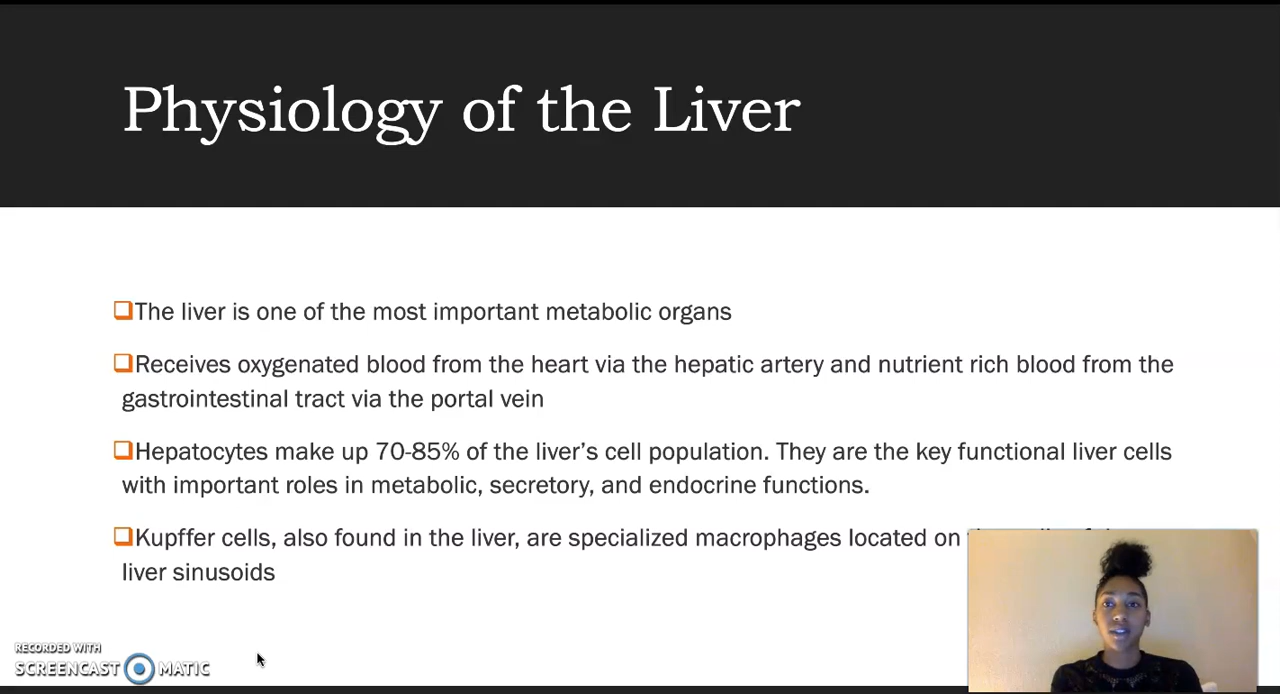 Physiology of the Liver
The liver is one of the most important metabolic organs
Receives oxygenated blood from the heart via the hepatic artery and nutrient rich blood from the
gastrointestinal tract via the portal vein
Hepatocytes make up 70-85% of the liver's cell population. They are the key functional liver cells
with important roles in metabolic, secretory, and endocrine functions.
Kupffer cells, also found in the liver, are specialized macrophages located on
liver sinusoids
RECORDED WITH
SCREENCAST MATIC